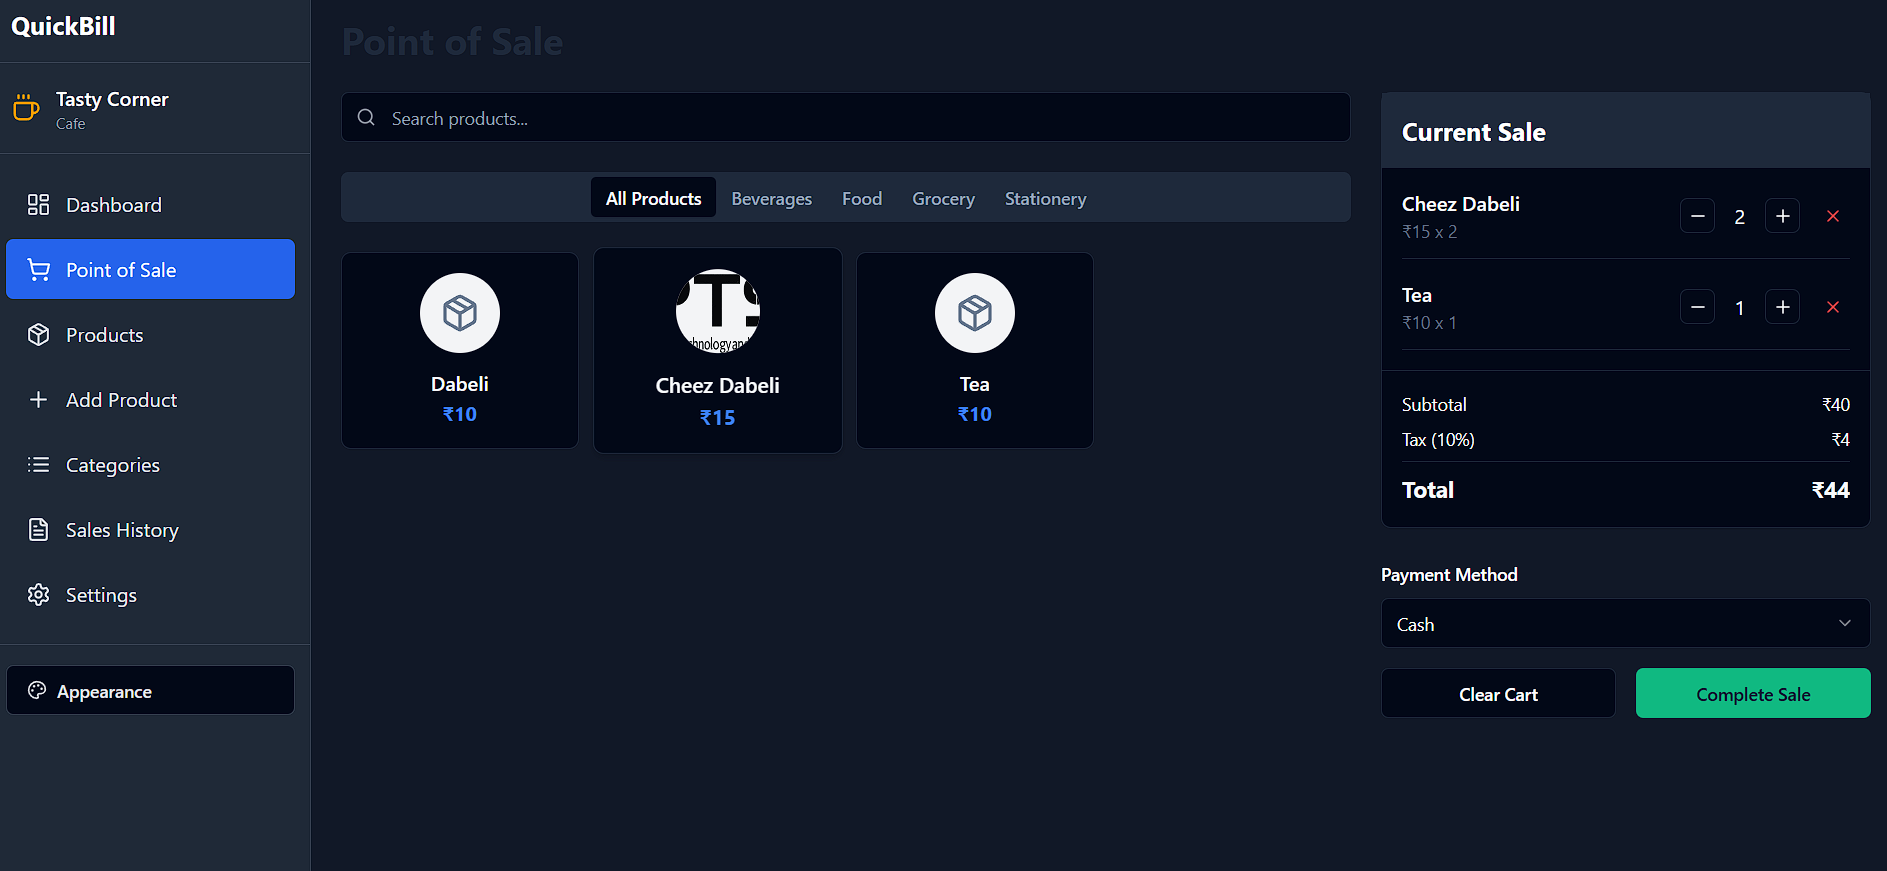 QuickBill
Tasty Corner
Cafe
Dashboard
Point of Sale
Products
Add Product
Categories
Sales History
Settings
Appearance
Point of Sale
Search products...
All Products Beverages Food Grocery Stationery
Dabeli
₹10
Cheez Dabeli
₹15
Tea
₹10
Current Sale
Cheez Dabeli
₹15 x 2
2
Tea
₹10 x 1
1
Subtotal ₹40
Tax (10%) ₹4
Total ₹44
Payment Method
Cash
Clear Cart Complete Sale